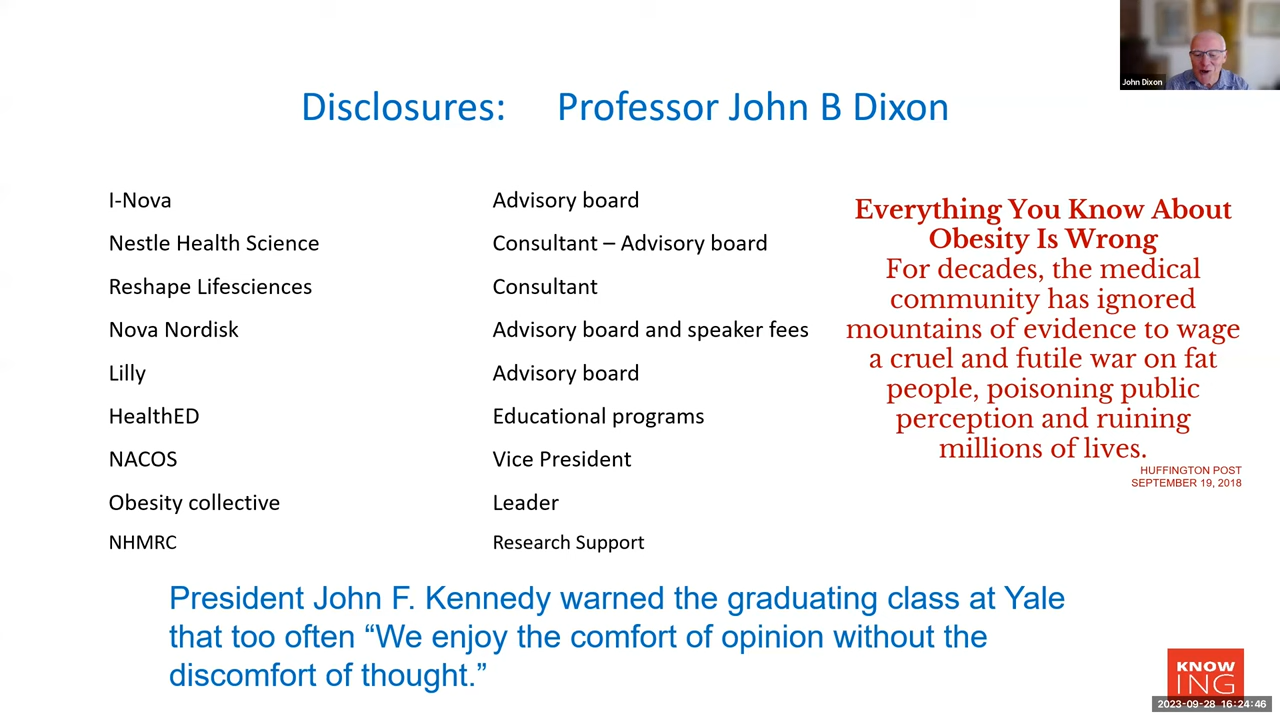 John Dixon
Disclosures: Professor John B Dixon
I-Nova Advisory board
Nestle Health Science Consultant – Advisory board
Reshape Lifesciences Consultant
Nova Nordisk Advisory board and speaker fees
Lilly Advisory board
HealthED Educational programs
NACOS Vice President
Obesity collective Leader
NHMRC Research Support
Everything You Know About
Obesity Is Wrong
For decades, the medical
community has ignored
mountains of evidence to wage
a cruel and futile war on fat
people, poisoning public
perception and ruining
millions of lives.
HUFFINGTON POST
SEPTEMBER 19, 2018
President John F. Kennedy warned the graduating class at Yale
that too often “We enjoy the comfort of opinion without the
discomfort of thought.”
KNOW
ING
2023-09-28 16:24:46